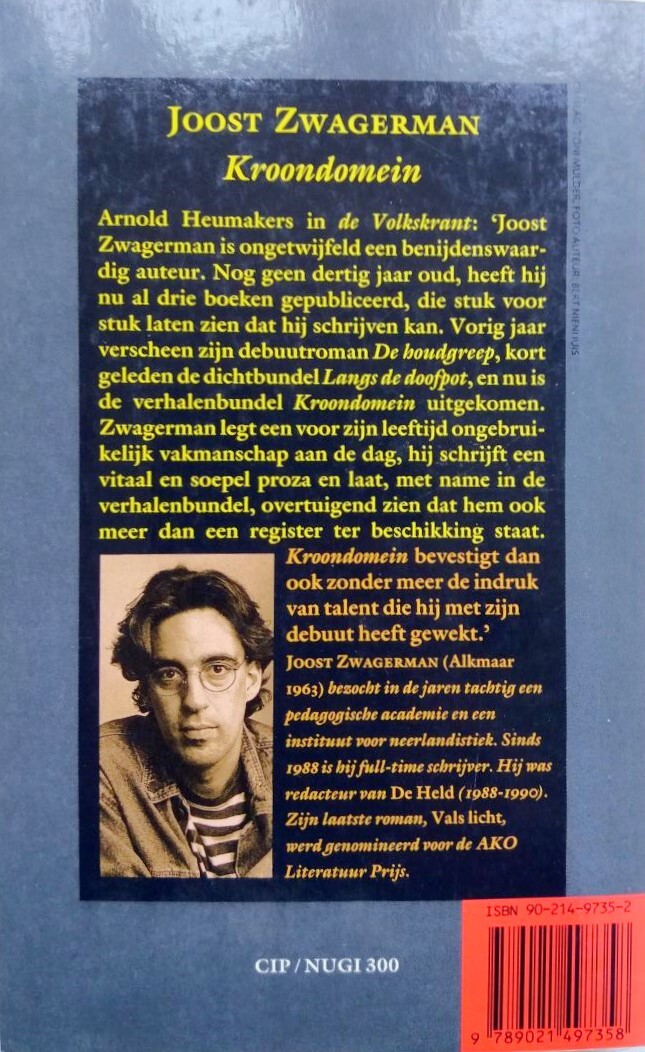 JOOST ZWAGERMAN
Kroondomein
Arnold Heumakers in de Volkskrant: ‘Joost
Zwagerman is ongetwijfeld een benijdenswaar-
dig auteur. Nog geen dertig jaar oud, heeft hij
nu al drie boeken gepubliceerd, die stuk voor
stuk laten zien dat hij schrijven kan. Vorig jaar
verscheen zijn debuutroman De houdgreep, kort
geleden de dichtbundel Langs de doofpot, en nu is
de verhalenbundel Kroondomein uitgekomen.
Zwagerman legt een voor zijn leeftijd ongebrui-
kelijk vakmanschap aan de dag, hij schrijft een
vitaal en soepel proza en laat, met name in de
verhalenbundel, overtuigend zien dat hem ook
meer dan een register ter beschikking staat.
Kroondomein bevestigt dan
ook zonder meer de indruk
van talent die hij met zijn
debuut heeft gewekt.’
JOOST ZWAGERMAN (Alkmaar
1963) bezocht in de jaren tachtig een
pedagogische academie en een
instituut voor neerlandistiek. Sinds
1988 is hij full-time schrijver. Hij was
redacteur van De Held (1988-1990).
Zijn laatste roman, Vals licht,
werd genomineerd voor de AKO
Literatuur Prijs.
TON MULDER, FOTO AUTEUR: BERT NIENHUIS
CIP / NUGI 300
ISBN 90-214-9735-2
9 789021 497358